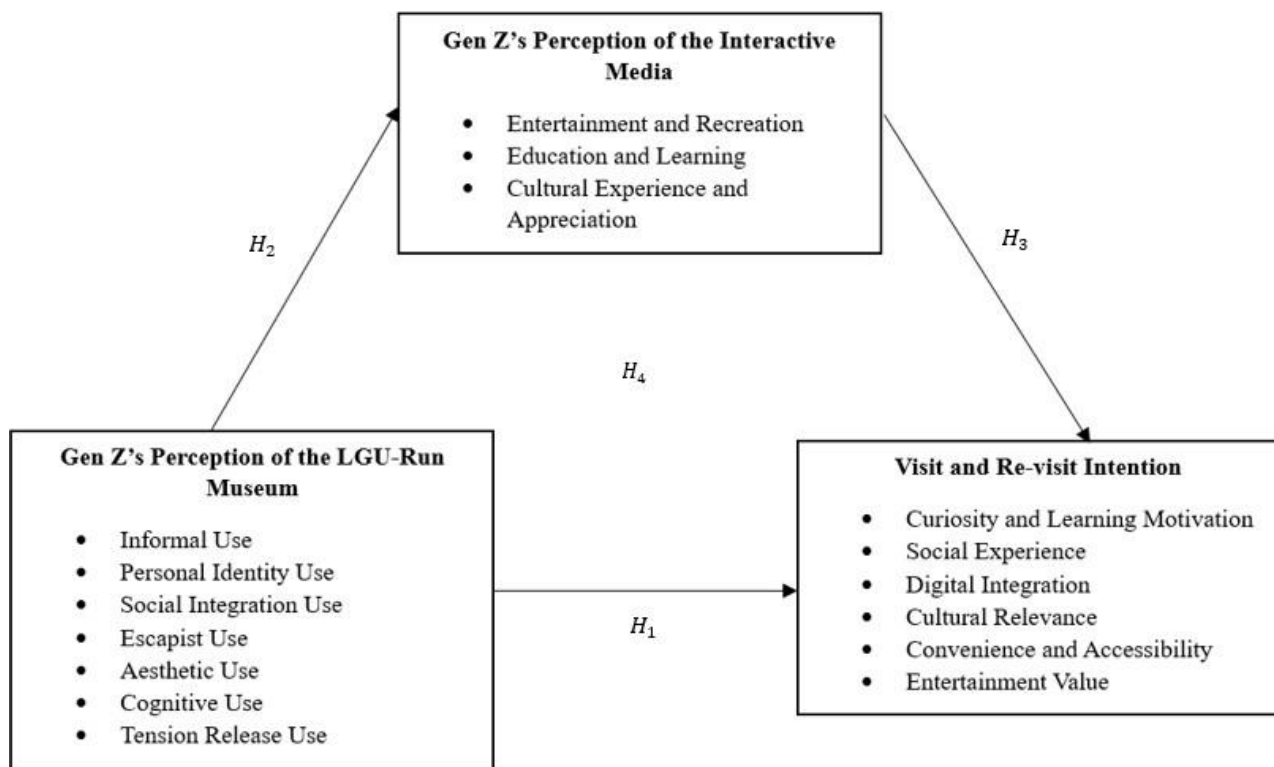 Gen Z’s Perception of the Interactive
Media
• Entertainment and Recreation
• Education and Learning
• Cultural Experience and
Appreciation
H₂
H₃
H₄
Gen Z’s Perception of the LGU-Run
Museum
• Informal Use
• Personal Identity Use
• Social Integration Use
• Escapist Use
• Aesthetic Use
• Cognitive Use
• Tension Release Use
H₁
Visit and Re-visit Intention
• Curiosity and Learning Motivation
• Social Experience
• Digital Integration
• Cultural Relevance
• Convenience and Accessibility
• Entertainment Value